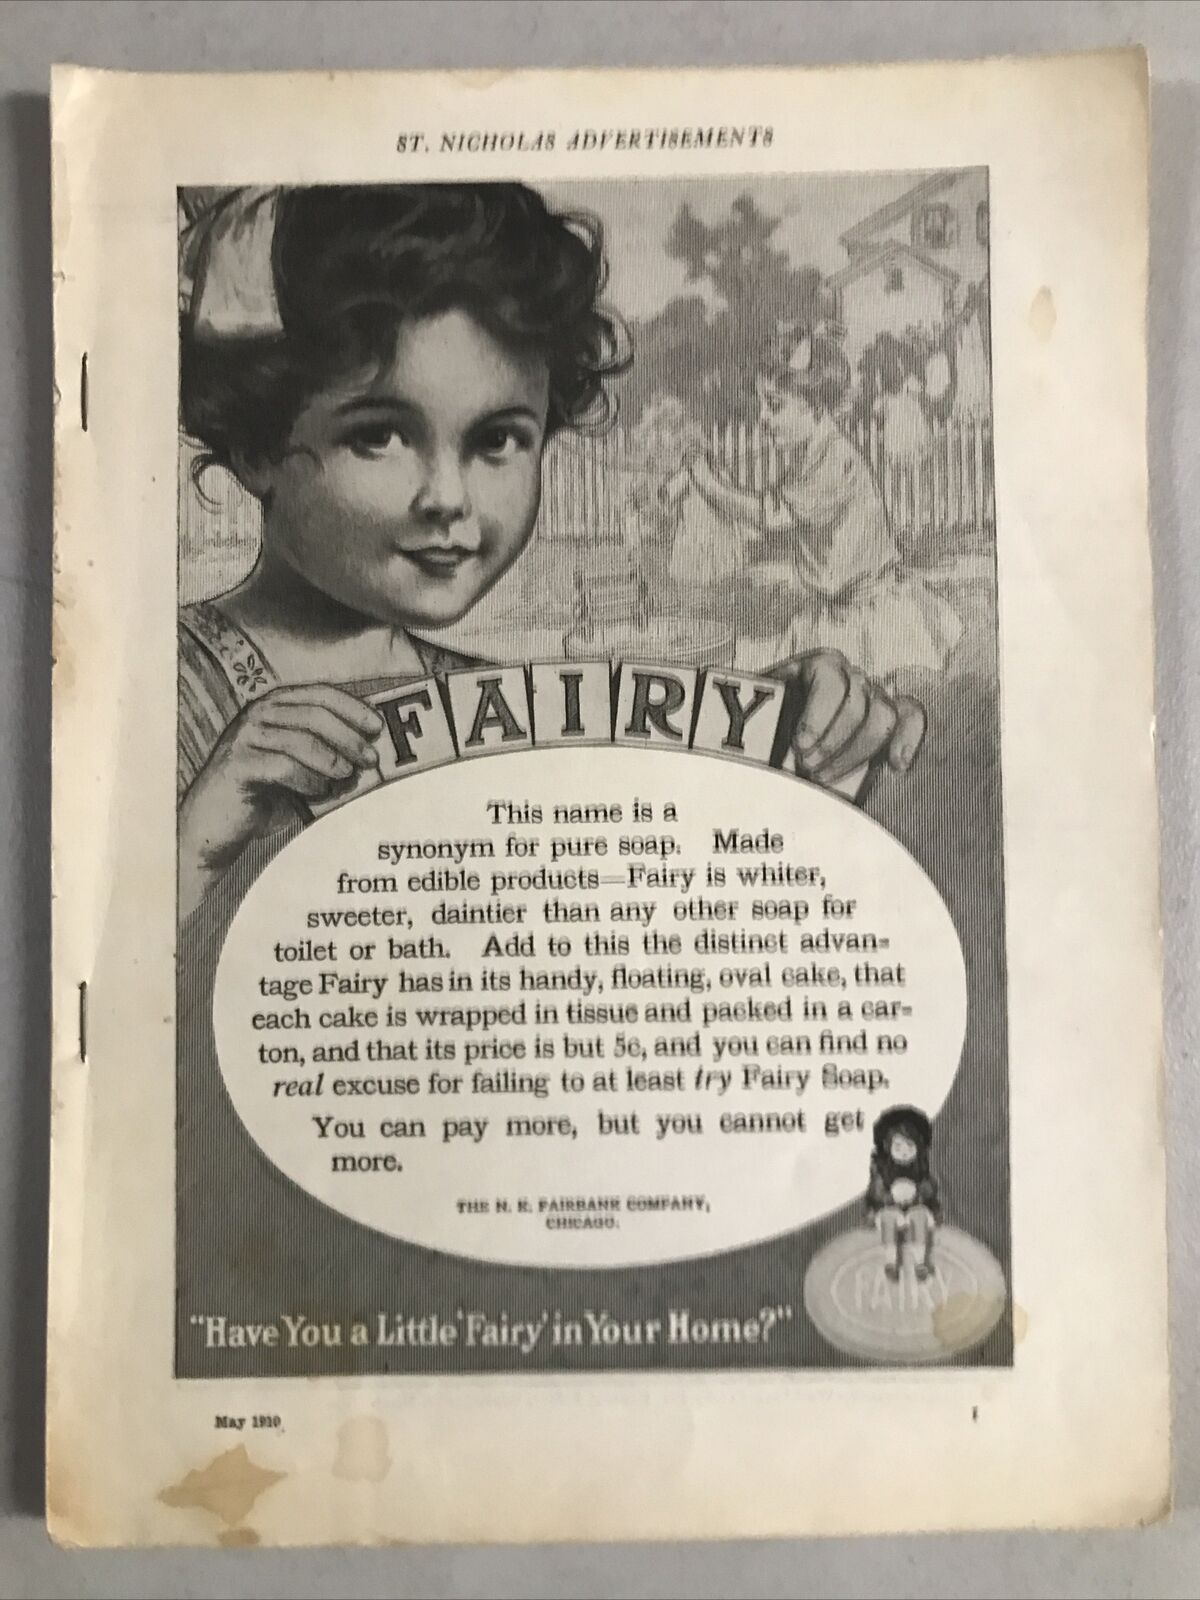 ST. NICHOLAS ADVERTISEMENTS
FAIRY
This name is a
synonym for pure soap. Made
from edible products—Fairy is whiter,
sweeter, daintier than any other soap for
toilet or bath. Add to this the distinct advan-
tage Fairy has in its handy, floating, oval cake, that
each cake is wrapped in tissue and packed in a car-
ton, and that its price is but 5c, and you can find no
real excuse for failing to at least try Fairy Soap.
You can pay more, but you cannot get
more.
THE N. K. FAIRBANK COMPANY,
CHICAGO.
FAIRY
"Have You a Little 'Fairy' in Your Home?"
May 1910
1